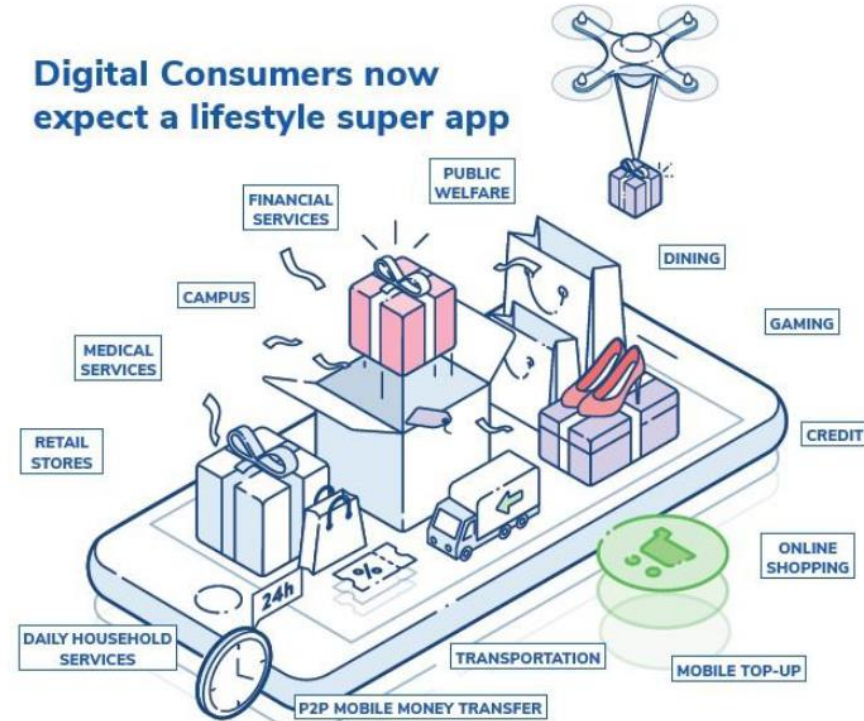 Digital Consumers now
expect a lifestyle super app
PUBLIC
WELFARE
FINANCIAL
SERVICES
DINING
CAMPUS
GAMING
MEDICAL
SERVICES
RETAIL
STORES
CREDIT
ONLINE
SHOPPING
%
24h
DAILY HOUSEHOLD
SERVICES
TRANSPORTATION
MOBILE TOP-UP
P2P MOBILE MONEY TRANSFER